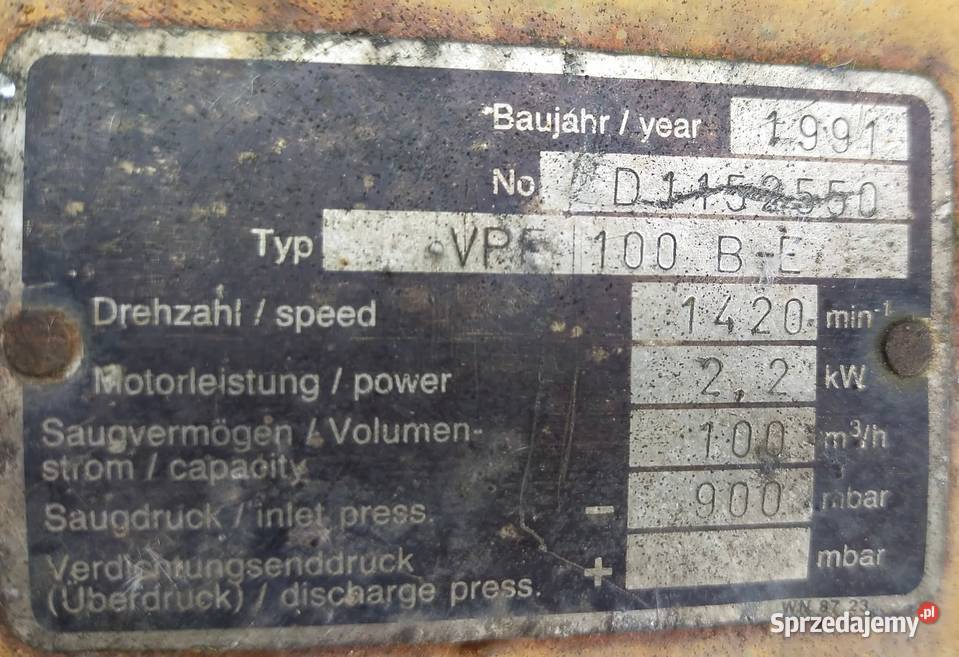 Baujahr / year 1991
No D1152550
Typ VPF 100 B-E
Drehzahl / speed 1420 min⁻¹
Motorleistung / power 2,2 kW
Saugvermögen / Volumen-
strom / capacity 100 m³/h
Saugdruck / inlet press. - 900 mbar
Verdichtungsenddruck
(Überdruck) / discharge press. + mbar
WN 87 23
Sprzedajemy.pl